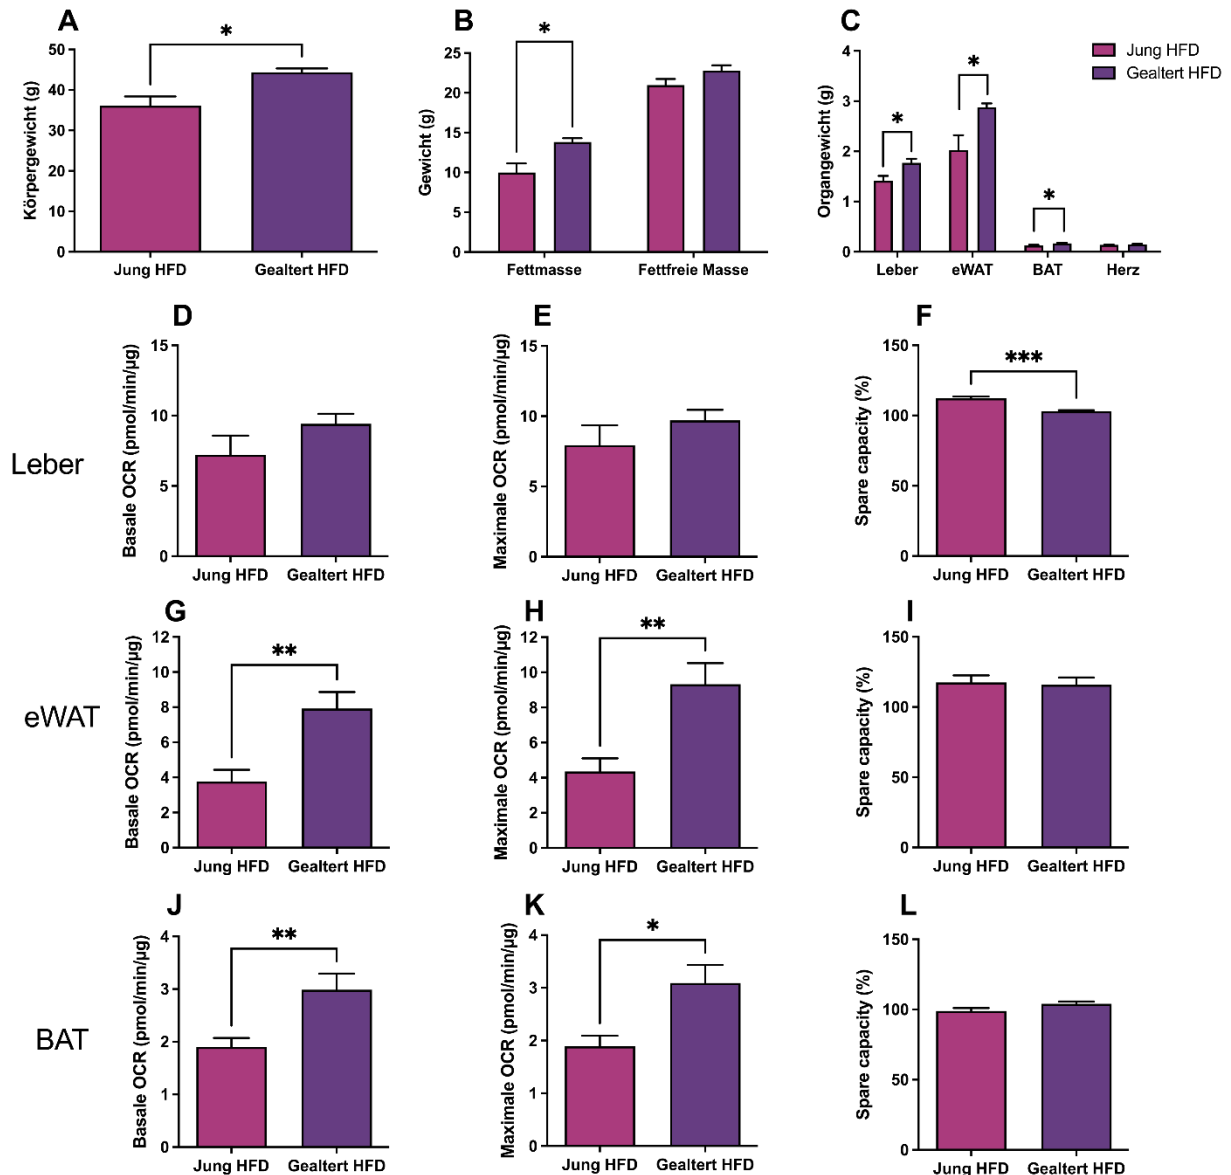 A
Körpergewicht (g)
50
40
30
20
10
0
*
Jung HFD
Gealtert HFD
B
Gewicht (g)
25
20
15
10
5
0
*
Fettmasse
Fettfreie Masse
C
Organgewicht (g)
4
3
2
1
0
*
*
*
Leber
eWAT
BAT
Herz
Jung HFD
Gealtert HFD
Leber
D
Basale OCR (pmol/min/µg)
15
10
5
0
Jung HFD
Gealtert HFD
E
Maximale OCR (pmol/min/µg)
15
10
5
0
Jung HFD
Gealtert HFD
F
Spare capacity (%)
150
100
50
0
***
Jung HFD
Gealtert HFD
eWAT
G
Basale OCR (pmol/min/µg)
12
10
8
6
4
2
0
**
Jung HFD
Gealtert HFD
H
Maximale OCR (pmol/min/µg)
12
10
8
6
4
2
0
**
Jung HFD
Gealtert HFD
I
Spare capacity (%)
150
100
50
0
Jung HFD
Gealtert HFD
BAT
J
Basale OCR (pmol/min/µg)
4
3
2
1
0
**
Jung HFD
Gealtert HFD
K
Maximale OCR (pmol/min/µg)
4
3
2
1
0
*
Jung HFD
Gealtert HFD
L
Spare capacity (%)
150
100
50
0
Jung HFD
Gealtert HFD